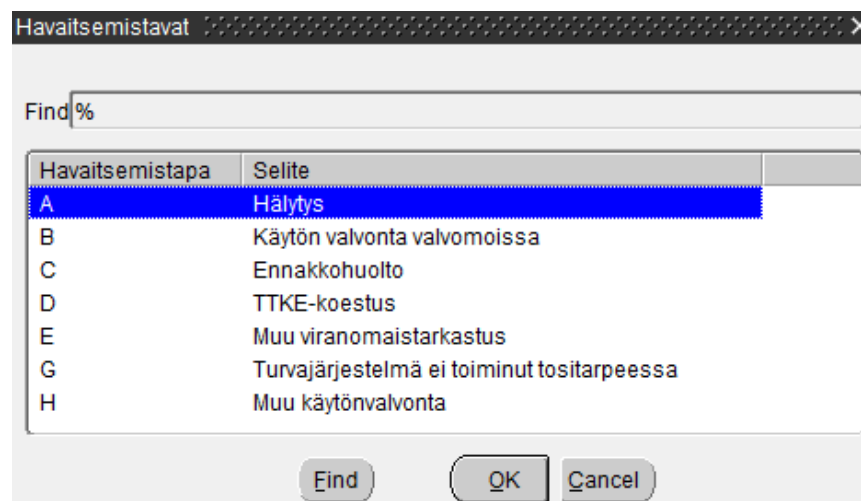 Havaitsemistavat
Find %
Havaitsemistapa Selite
A Hälytys
B Käytön valvonta valvomoissa
C Ennakkohuolto
D TTKE-koestus
E Muu viranomaistarkastus
G Turvajärjestelmä ei toiminut tositarpeessa
H Muu käytönvalvonta
Find OK Cancel